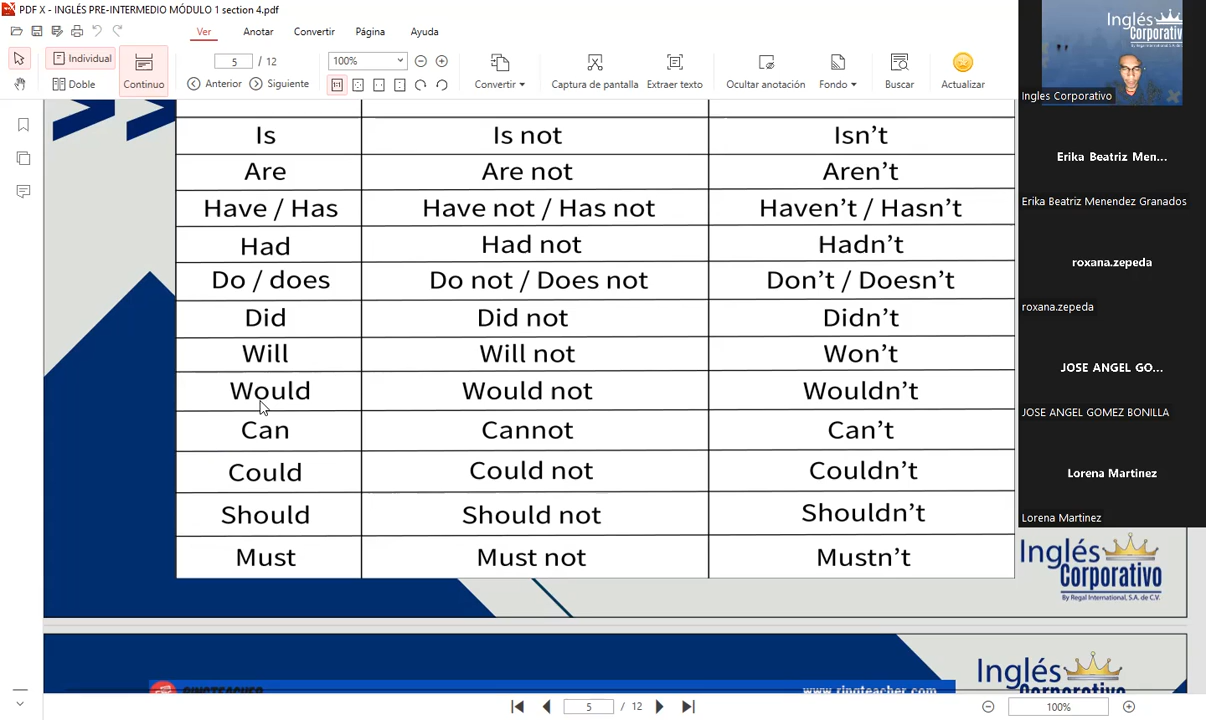 PDF X - INGLÉS PRE-INTERMEDIO MÓDULO 1 section 4.pdf
Ver Anotar Convertir Página Ayuda
Individual
Doble
Continuo
5 / 12
Anterior Siguiente
100%
Convertir
Captura de pantalla
Extraer texto
Ocultar anotación
Fondo
Buscar
Actualizar
Is Is not Isn’t
Are Are not Aren’t
Have / Has Have not / Has not Haven’t / Hasn’t
Had Had not Hadn’t
Do / does Do not / Does not Don’t / Doesn’t
Did Did not Didn’t
Will Will not Won’t
Would Would not Wouldn’t
Can Cannot Can’t
Could Could not Couldn’t
Should Should not Shouldn’t
Must Must not Mustn’t
Inglés
Corporativo
By Regal International, S.A. de C.V.
Inglés
Corporativo
RINGTEACHER
www.ringteacher.com
5 / 12
100%
Inglés
Corporativ
Ingles Corporativo
Erika Beatriz Men...
Erika Beatriz Menendez Granados
roxana.zepeda
roxana.zepeda
JOSE ANGEL GO...
JOSE ANGEL GOMEZ BONILLA
Lorena Martinez
Lorena Martinez